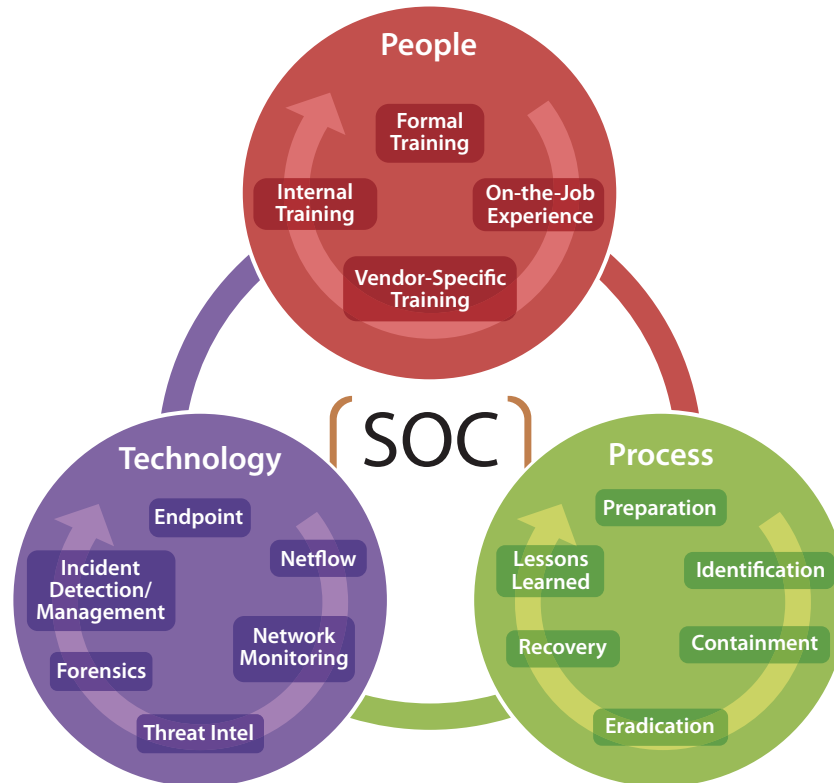 People
Formal
Training
Internal
Training
On-the-Job
Experience
Vendor-Specific
Training
SOC
Technology
Endpoint
Netflow
Incident
Detection/
Management
Network
Monitoring
Forensics
Threat Intel
Process
Preparation
Lessons
Learned
Identification
Recovery
Containment
Eradication